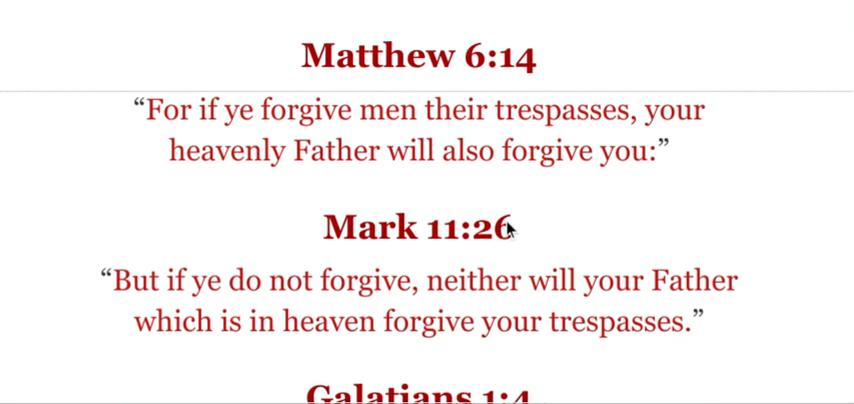 Matthew 6:14
“For if ye forgive men their trespasses, your
heavenly Father will also forgive you:”
Mark 11:26
“But if ye do not forgive, neither will your Father
which is in heaven forgive your trespasses.”
Galatians 1:4